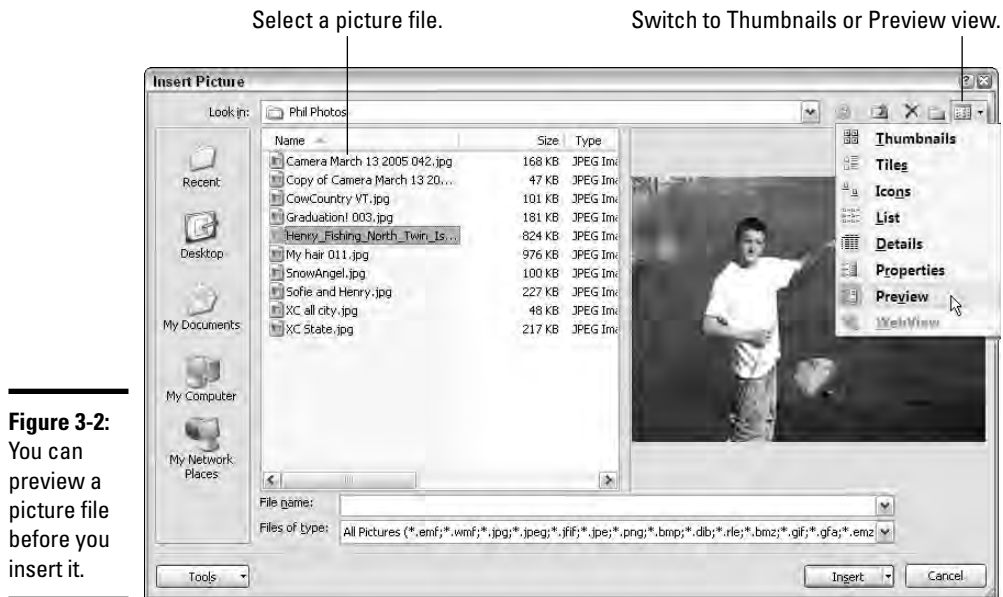 Select a picture file.
Switch to Thumbnails or Preview view.
Insert Picture
Look in:
Phil Photos
Recent
Desktop
My Documents
My Computer
My Network
Places
Name Size Type
Camera March 13 2005 042.jpg 168 KB JPEG Ima
Copy of Camera March 13 20... 47 KB JPEG Ima
CowCountry VT.jpg 101 KB JPEG Ima
Graduation! 003.jpg 181 KB JPEG Ima
Henry_Fishing_North_Twin_Is... 824 KB JPEG Ima
My hair 011.jpg 976 KB JPEG Ima
SnowAngel.jpg 100 KB JPEG Ima
Sofie and Henry.jpg 227 KB JPEG Ima
XC all city.jpg 48 KB JPEG Ima
XC State.jpg 217 KB JPEG Ima
Thumbnails
Tiles
Icons
List
Details
Properties
Preview
WebView
File name:
Files of type: All Pictures (*.emf;*.wmf;*.jpg;*.jpeg;*.jfif;*.jpe;*.png;*.bmp;*.dib;*.rle;*.bmz;*.gif;*.gfa;*.emz
Tools
Insert
Cancel
Figure 3-2:
You can
preview a
picture file
before you
insert it.